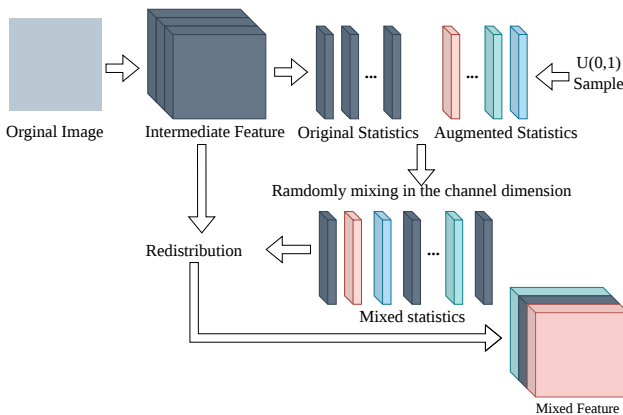 U(0,1)
Sample
Orginal Image
Intermediate Feature
Original Statistics
Augmented Statistics
...
...
Randomly mixing in the channel dimension
Redistribution
...
Mixed statistics
Mixed Feature